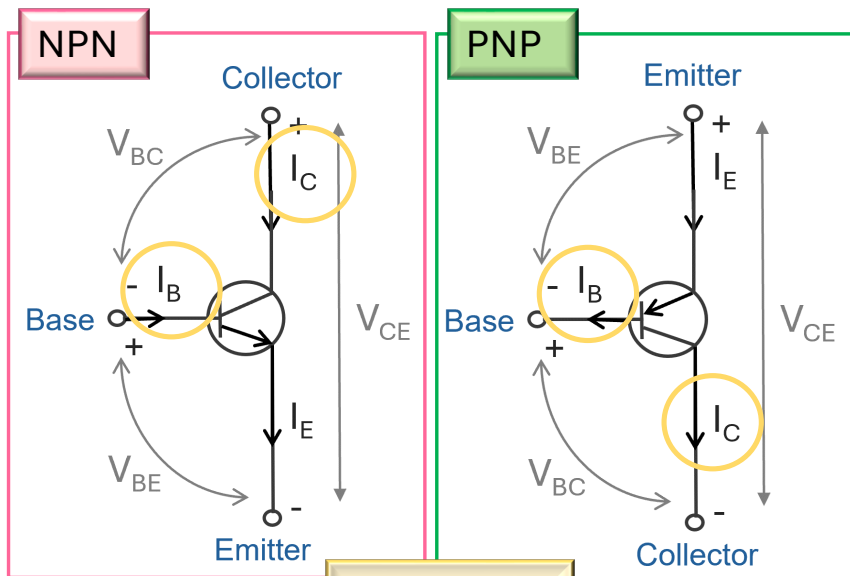 NPN
Collector
+
V_BC
I_C
-
I_B
Base
+
V_CE
I_E
V_BE
-
Emitter
PNP
Emitter
+
V_BE
I_E
-
I_B
Base
+
V_CE
I_C
V_BC
-
Collector